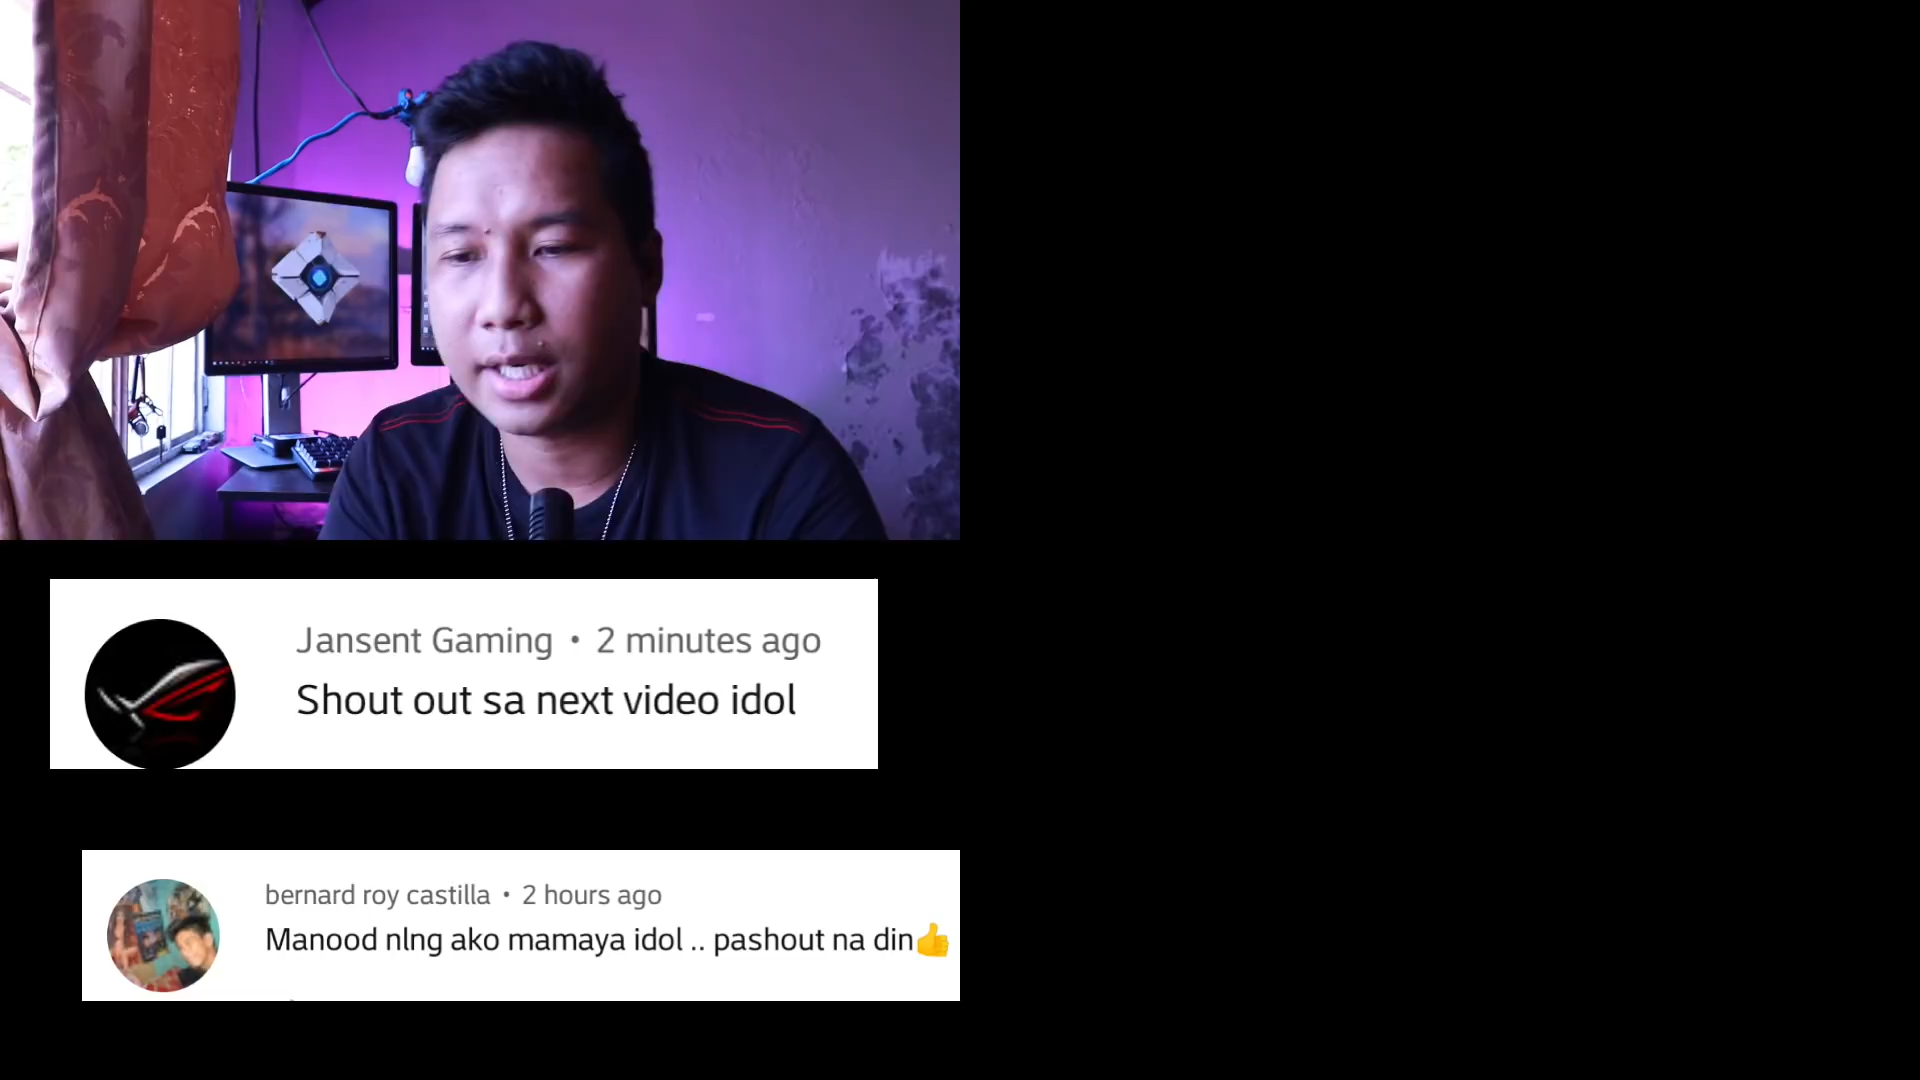 Jansent Gaming • 2 minutes ago
Shout out sa next video idol
bernard roy castilla • 2 hours ago
Manood nlng ako mamaya idol .. pashout na din👍